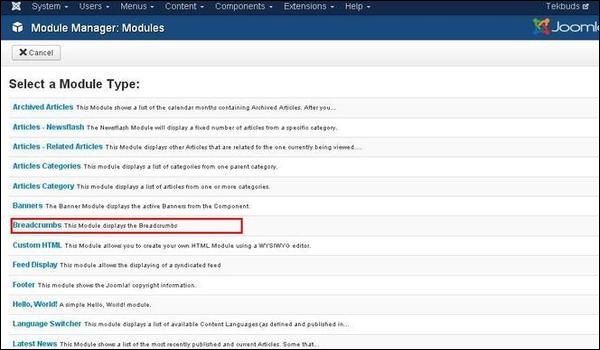 System Users Menus Content Components Extensions Help Tekbuds
Module Manager: Modules Joomla
Cancel
Select a Module Type:
Archived Articles This Module shows a list of the calendar months containing Archived Articles. After you...
Articles - Newsflash The Newsflash Module will display a fixed number of articles from a specific category.
Articles - Related Articles This Module displays other Articles that are related to the one currently being viewed....
Articles Categories This module displays a list of categories from one parent category.
Articles Category This module displays a list of articles from one or more categories.
Banners The Banner Module displays the active Banners from the Component.
Breadcrumbs This Module displays the Breadcrumbs
Custom HTML This Module allows you to create your own HTML Module using a WYSIWYG editor.
Feed Display This module allows the displaying of a syndicated feed
Footer This module shows the Joomla! copyright information.
Hello, World! A simple Hello, World! module.
Language Switcher This module displays a list of available Content Languages (as defined and published in...
Latest News This Module shows a list of the most recently published and current Articles. Some that...